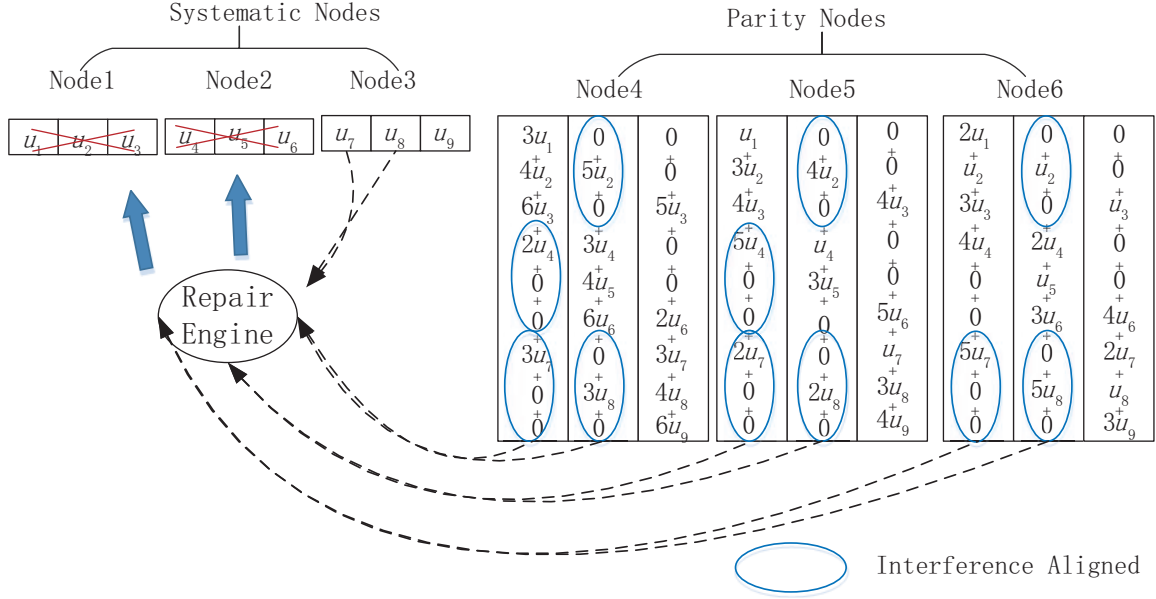 Systematic Nodes
Parity Nodes
Node1 Node2 Node3
Node4 Node5 Node6
u1 u2 u3 u4 u5 u6 u7 u8 u9
3u1 0 0 u1 0 0 2u1 0 0
+ + + + + + + + +
4u2 5u2 0 3u2 4u2 0 u2 u2 0
+ + + + + + + + +
6u3 0 5u3 4u3 0 4u3 3u3 0 u3
+ + + + + + + + +
2u4 3u4 0 5u4 u4 0 4u4 2u4 0
+ + + + + + + + +
0 4u5 0 0 3u5 0 0 u5 0
+ + + + + + + + +
0 6u6 2u6 0 0 5u6 0 3u6 4u6
+ + + + + + + + +
3u7 0 3u7 2u7 0 u7 5u7 0 2u7
+ + + + + + + + +
0 3u8 4u8 0 2u8 3u8 0 5u8 u8
+ + + + + + + + +
0 0 6u9 0 0 4u9 0 0 3u9
Repair
Engine
Interference Aligned